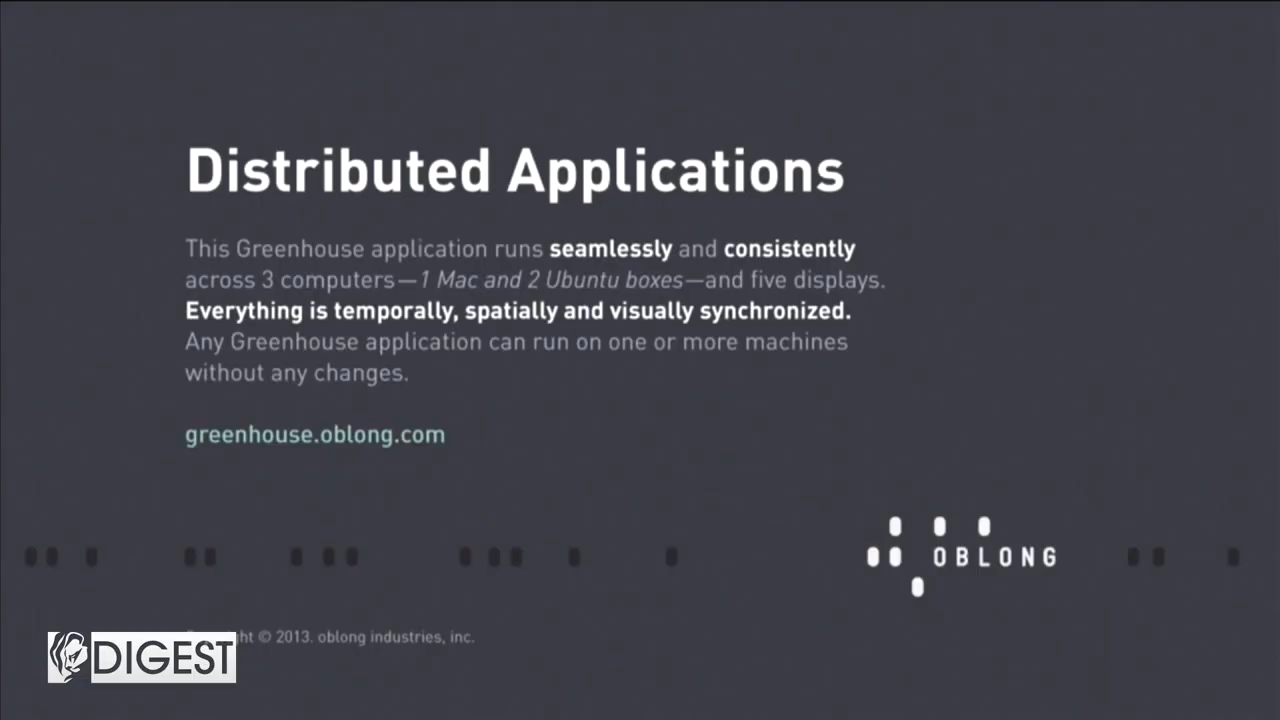 Distributed Applications
This Greenhouse application runs seamlessly and consistently
across 3 computers—1 Mac and 2 Ubuntu boxes—and five displays.
Everything is temporally, spatially and visually synchronized.
Any Greenhouse application can run on one or more machines
without any changes.
greenhouse.oblong.com
OBLONG
© 2013. oblong industries, inc.
DIGEST